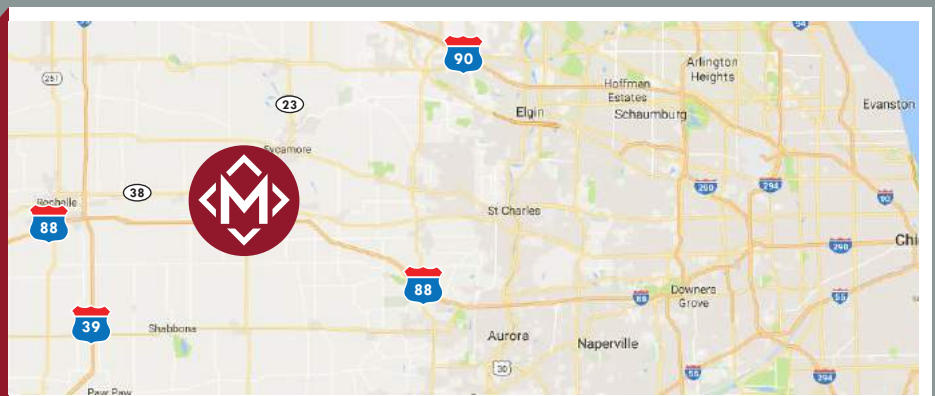 54
90
Arlington
Heights
251
Hoffman
Estates
23
Schaumburg
Evanston
Elgin
Sycamore
M
290
294
38
90
Rochelle
St Charles
88
290
Chi
88
Downers
Grove
88
55
39
Shabbona
Aurora
Naperville
30
55
294
Paw Paw